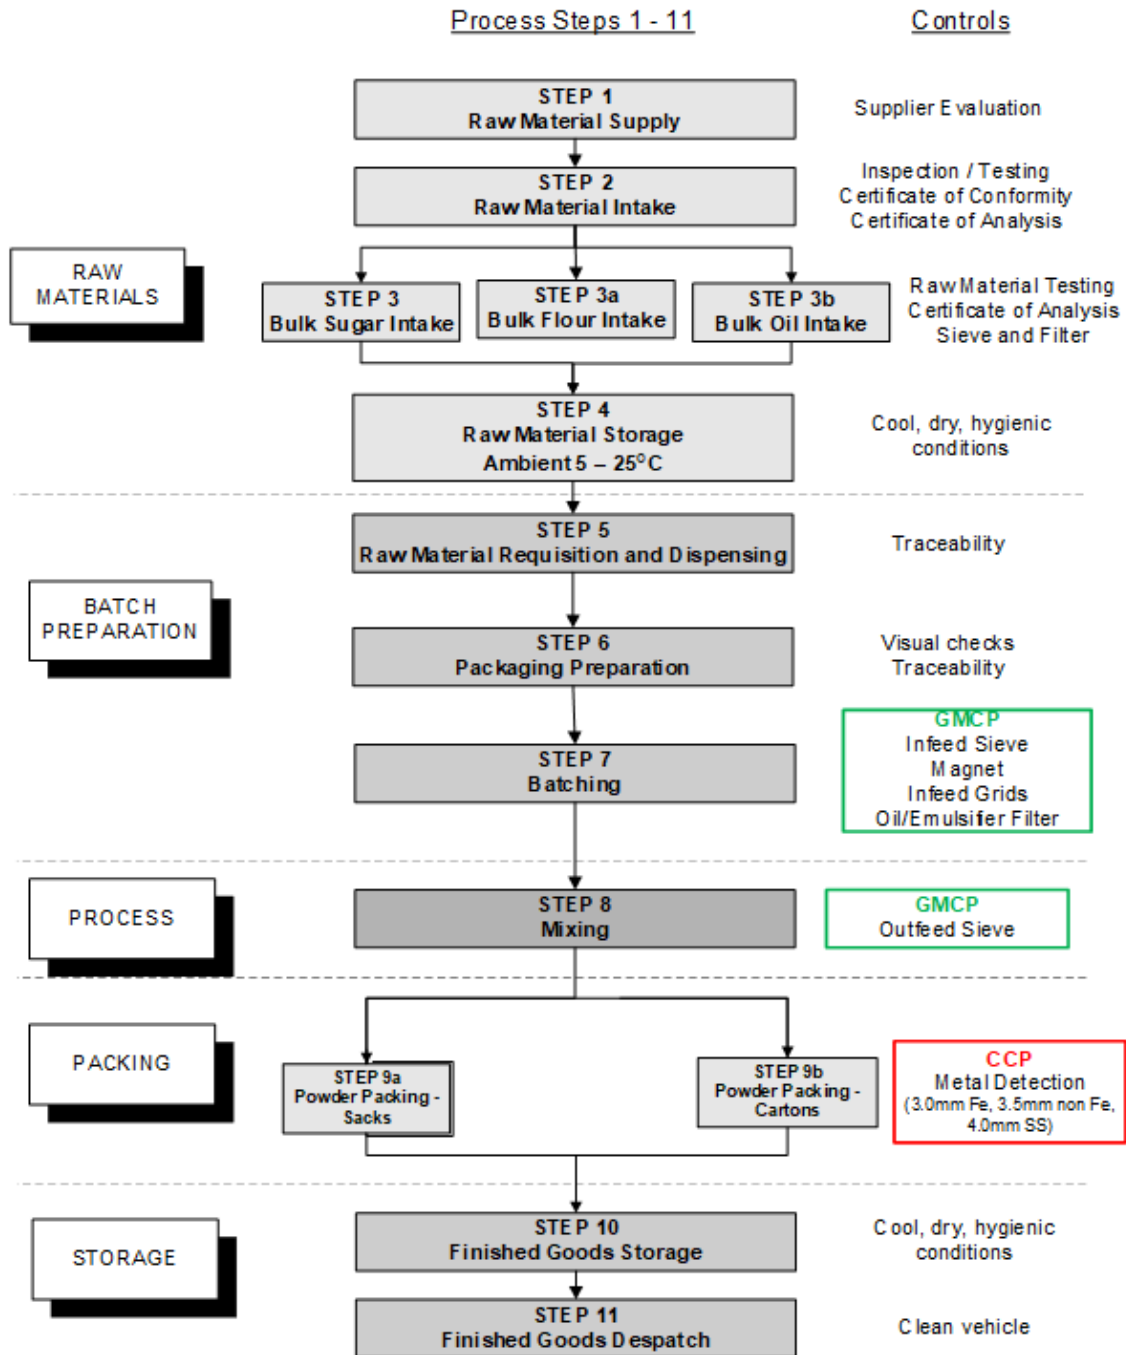 Process Steps 1 - 11
Controls
STEP 1
Raw Material Supply
Supplier Evaluation
STEP 2
Raw Material Intake
Inspection / Testing
Certificate of Conformity
Certificate of Analysis
RAW
MATERIALS
STEP 3
Bulk Sugar Intake
STEP 3a
Bulk Flour Intake
STEP 3b
Bulk Oil Intake
Raw Material Testing
Certificate of Analysis
Sieve and Filter
STEP 4
Raw Material Storage
Ambient 5 – 25⁰C
Cool, dry, hygienic
conditions
STEP 5
Raw Material Requisition and Dispensing
Traceability
BATCH
PREPARATION
STEP 6
Packaging Preparation
Visual checks
Traceability
STEP 7
Batching
GMCP
Infeed Sieve
Magnet
Infeed Grids
Oil/Emulsifier Filter
PROCESS
STEP 8
Mixing
GMCP
Outfeed Sieve
PACKING
STEP 9a
Powder Packing -
Sacks
STEP 9b
Powder Packing -
Cartons
CCP
Metal Detection
(3.0mm Fe, 3.5mm non Fe,
4.0mm SS)
STORAGE
STEP 10
Finished Goods Storage
Cool, dry, hygienic
conditions
STEP 11
Finished Goods Despatch
Clean vehicle